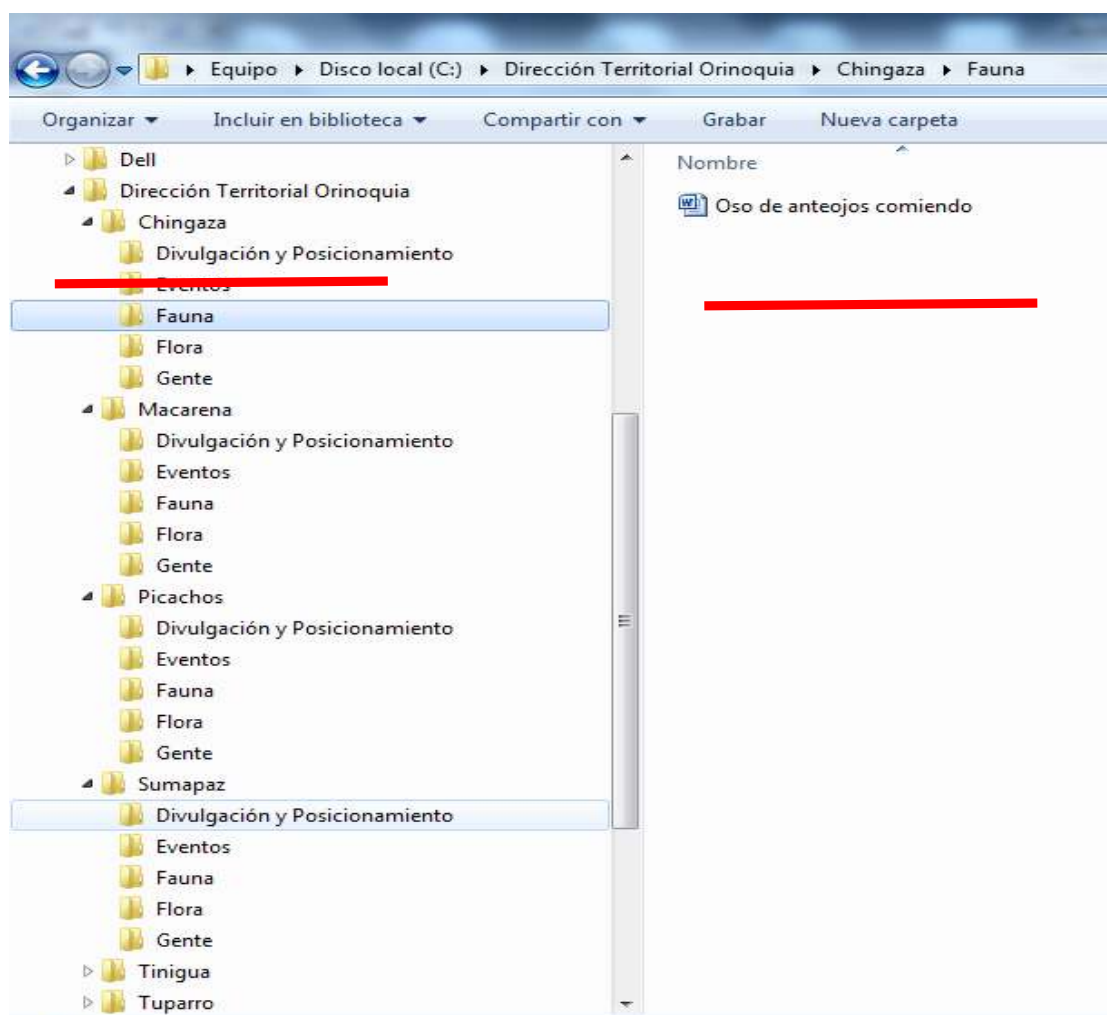 Equipo Disco local (C:) Dirección Territorial Orinoquia Chingaza Fauna
Organizar Incluir en biblioteca Compartir con Grabar Nueva carpeta
Dell
Dirección Territorial Orinoquia
Chingaza
Divulgación y Posicionamiento
Eventos
Fauna
Flora
Gente
Macarena
Divulgación y Posicionamiento
Eventos
Fauna
Flora
Gente
Picachos
Divulgación y Posicionamiento
Eventos
Fauna
Flora
Gente
Sumapaz
Divulgación y Posicionamiento
Eventos
Fauna
Flora
Gente
Tinigua
Tuparro
Nombre
Oso de anteojos comiendo